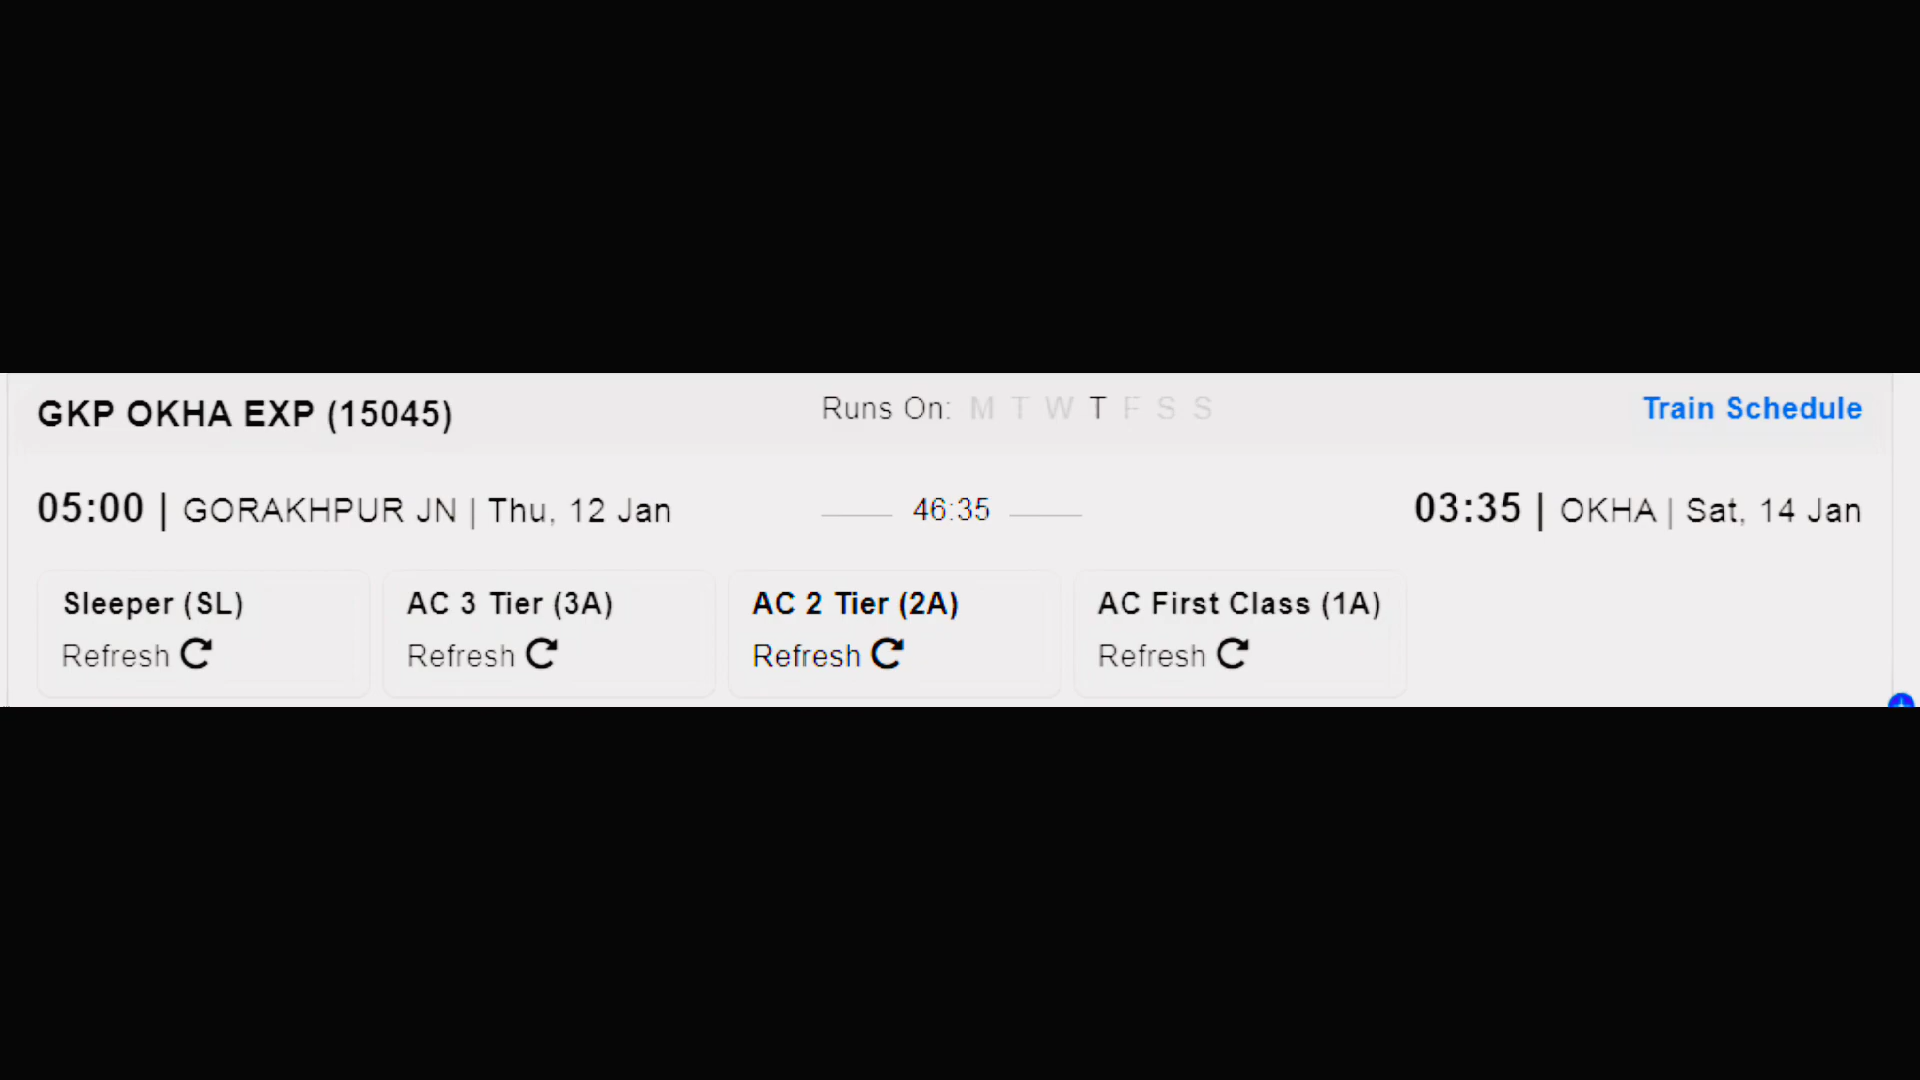 GKP OKHA EXP (15045) Runs On: M T W T F S S Train Schedule
05:00 | GORAKHPUR JN | Thu, 12 Jan 46:35 03:35 | OKHA | Sat, 14 Jan
Sleeper (SL) AC 3 Tier (3A) AC 2 Tier (2A) AC First Class (1A)
Refresh Refresh Refresh Refresh